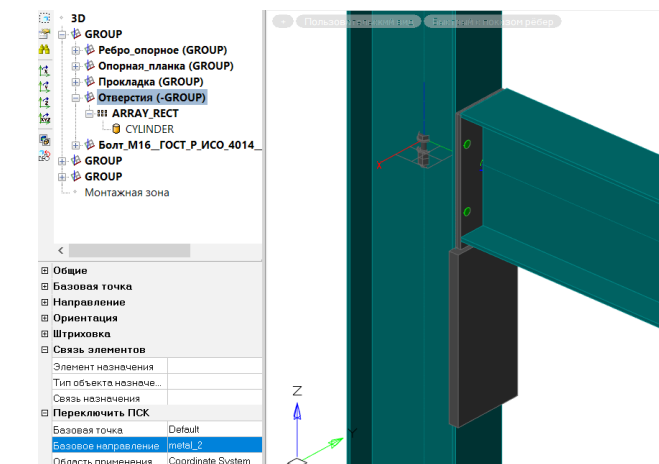 3D
GROUP
Ребро_опорное (GROUP)
Опорная_планка (GROUP)
Прокладка (GROUP)
Отверстия (-GROUP)
ARRAY_RECT
CYLINDER
Болт_М16__ГОСТ_Р_ИСО_4014_
GROUP
GROUP
Монтажная зона
Общие
Базовая точка
Направление
Ориентация
Штриховка
Связь элементов
Элемент назначения
Тип объекта назначе...
Связь назначения
Переключить ПСК
Базовая точка Default
Базовое направление metal_2
Область применения Coordinate System
Z
Y